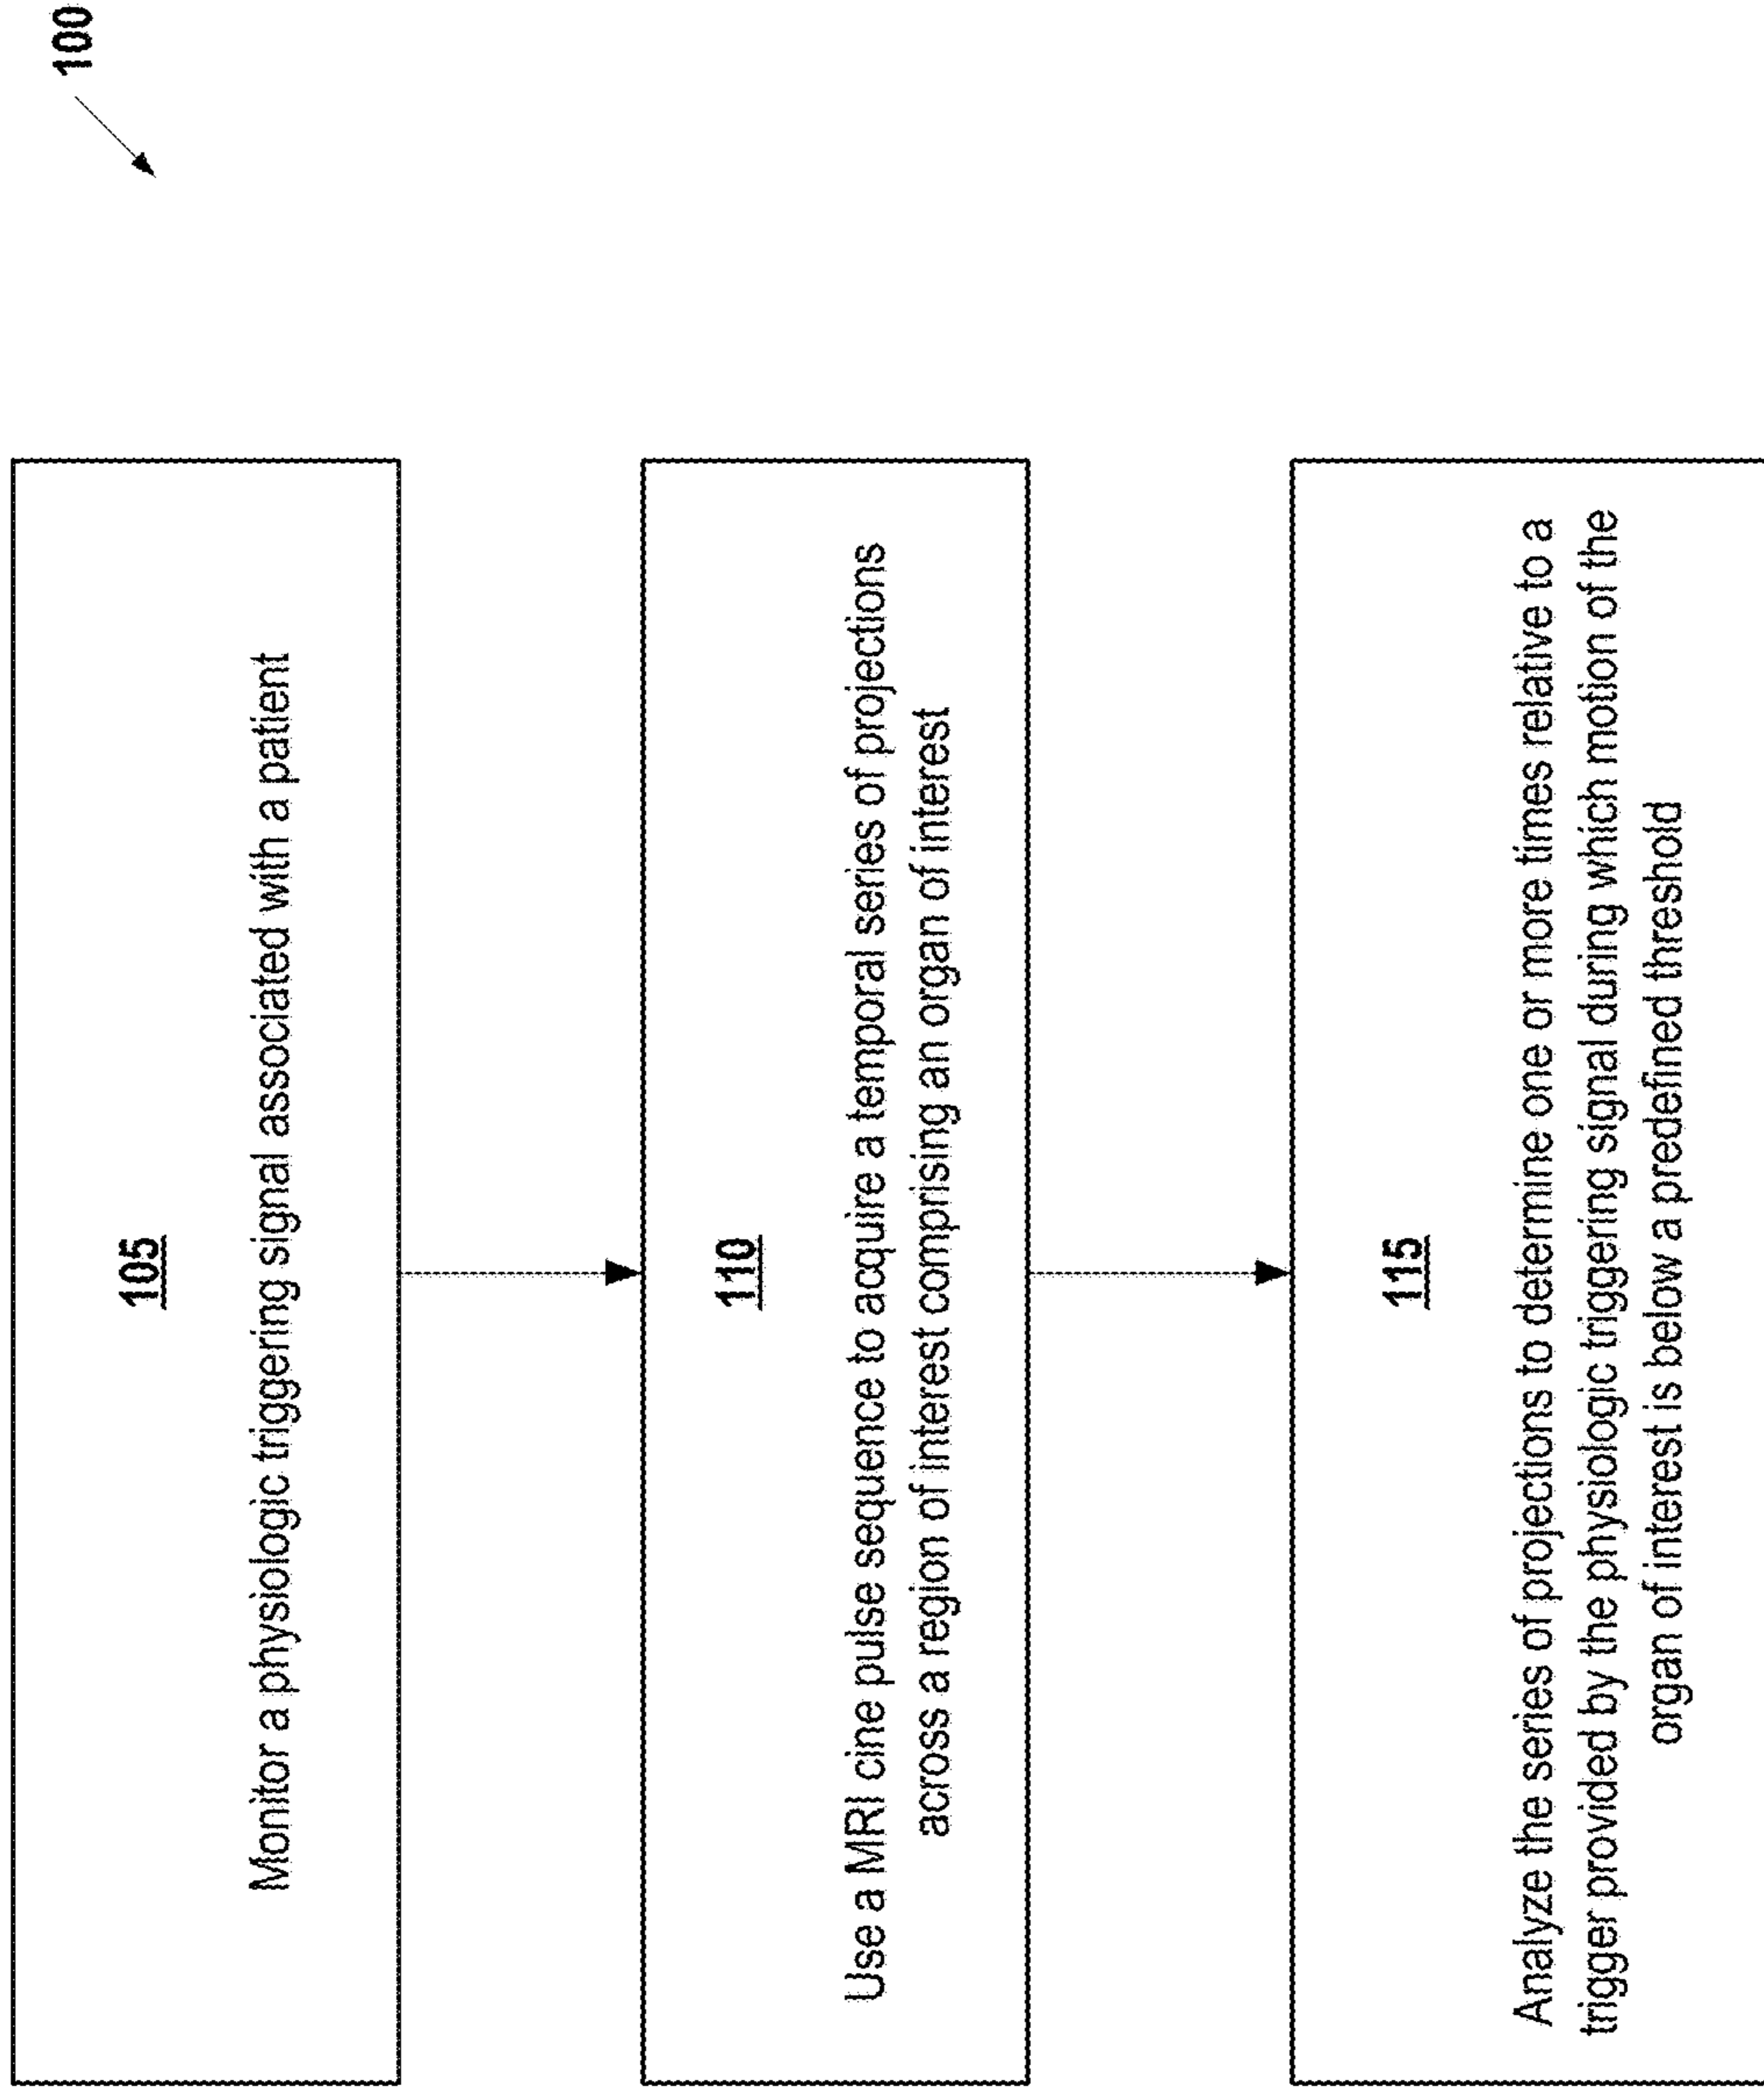 100
105
Monitor a physiologic triggering signal associated with a patient
110
Use a MRI cine pulse sequence to acquire a temporal series of projections
across a region of interest comprising an organ of interest
115
Analyze the series of projections to determine one or more times relative to a
trigger provided by the physiologic triggering signal during which motion of the
organ of interest is below a predefined threshold